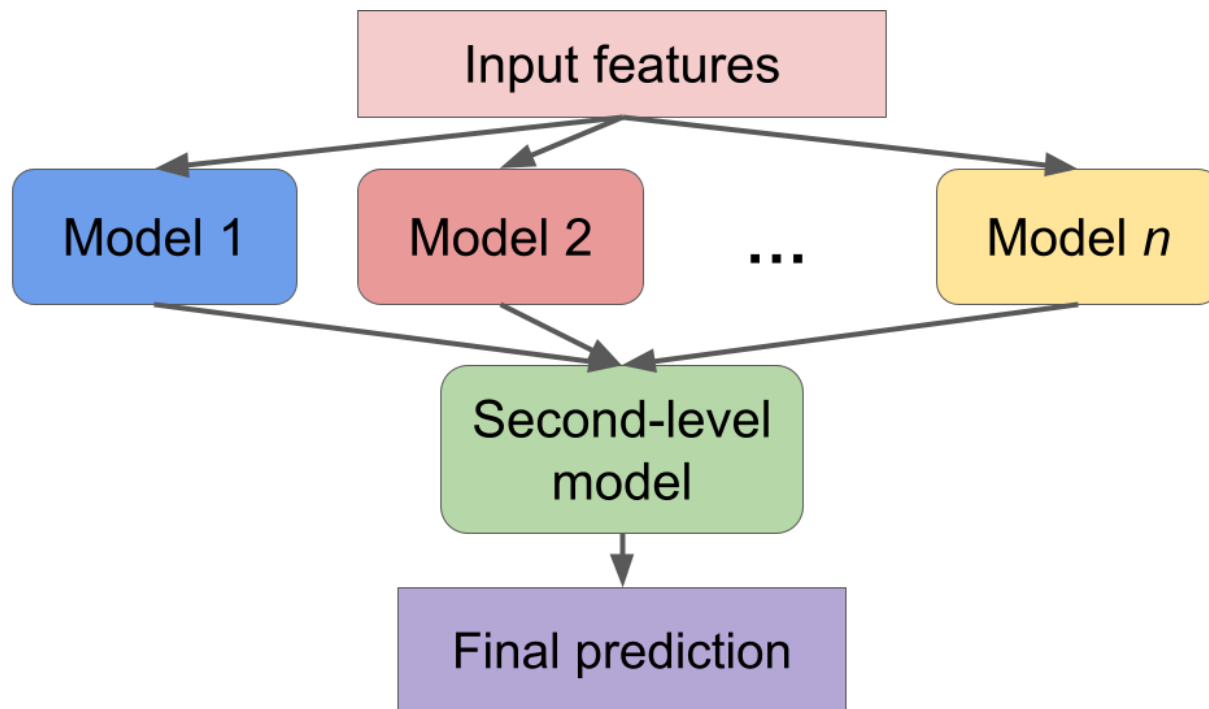 Input features
Model 1
Model 2
...
Model n
Second-level
model
Final prediction